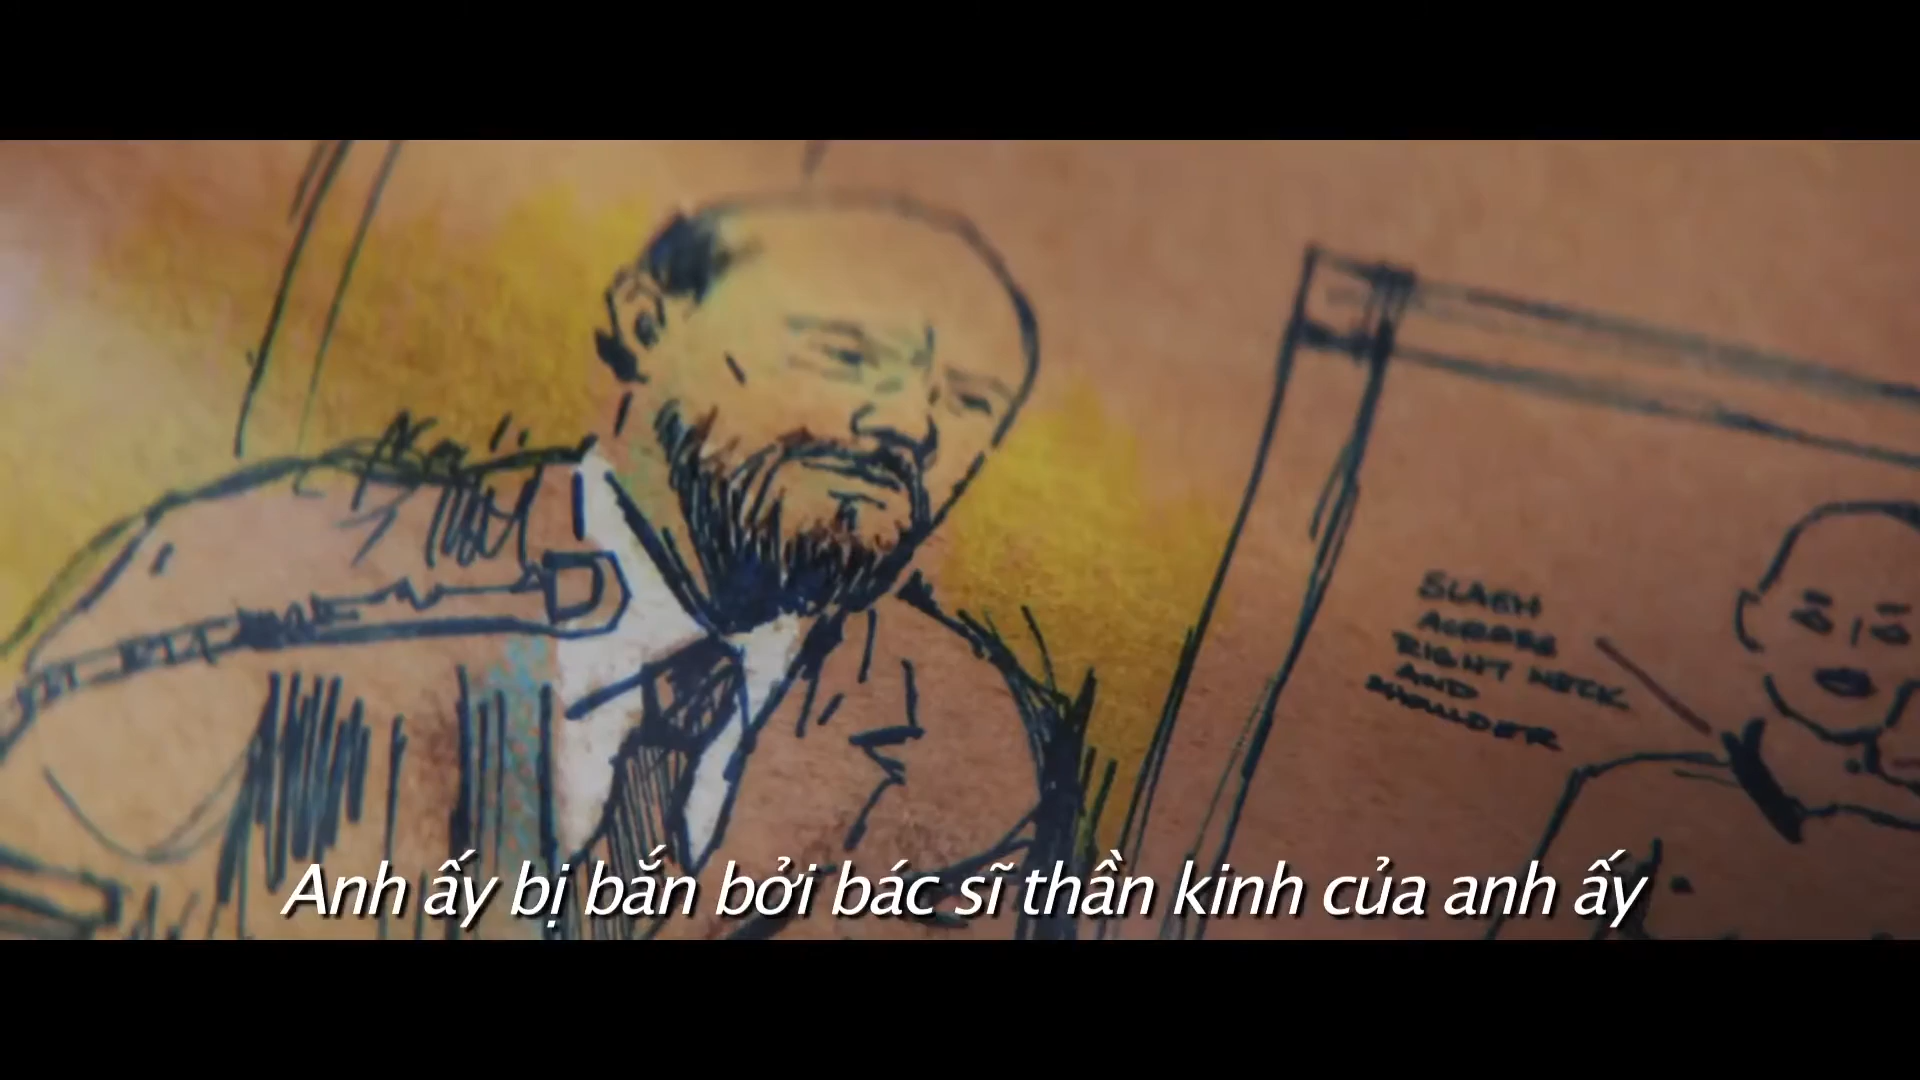 SLASH
ACROSS
RIGHT NECK
AND
SHOULDER
Anh ấy bị bắn bởi bác sĩ thần kinh của anh ấy